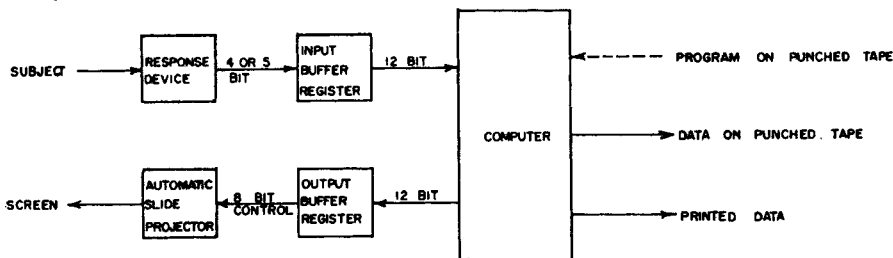 SUBJECT
RESPONSE
DEVICE
4 OR 5
BIT
INPUT
BUFFER
REGISTER
12 BIT
COMPUTER
PROGRAM ON PUNCHED TAPE
DATA ON PUNCHED TAPE
PRINTED DATA
SCREEN
AUTOMATIC
SLIDE
PROJECTOR
8 BIT
CONTROL
OUTPUT
BUFFER
REGISTER
12 BIT